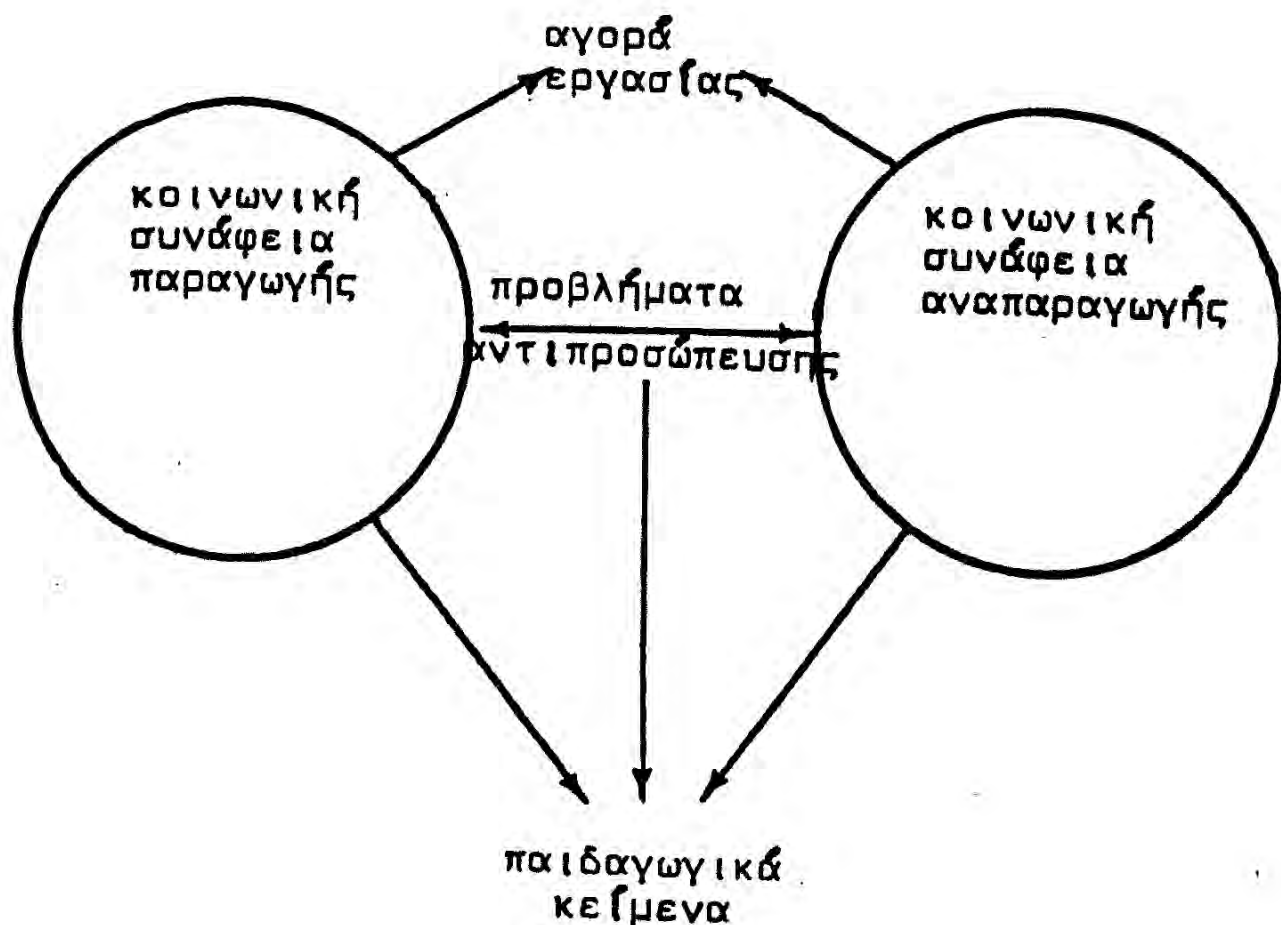 αγορά
εργασίας
κοινωνική
συνάφεια
παραγωγής
κοινωνική
συνάφεια
αναπαραγωγής
προβλήματα
αντιπροσώπευσης
παιδαγωγικά
κείμενα